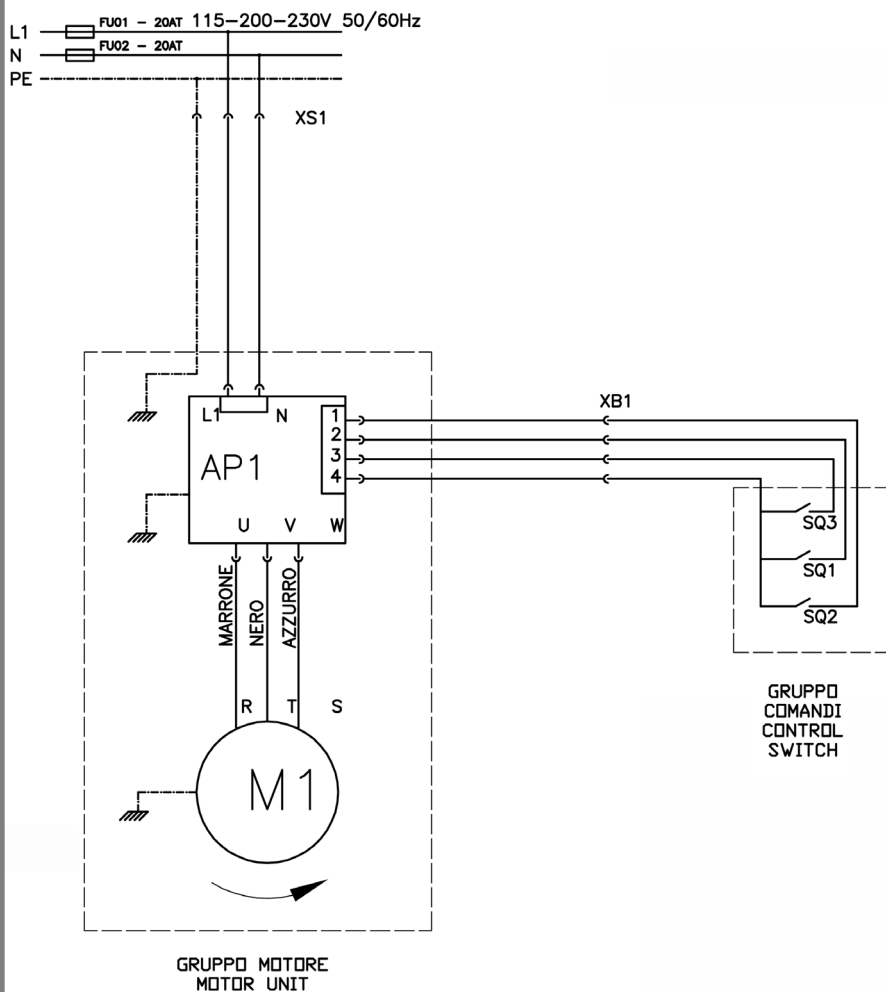 L1 FU01 - 20AT 115-200-230V 50/60Hz
N FU02 - 20AT
PE
XS1
XB1
L1 N 1
2
3
4
AP1
U V W
SQ3
SQ1
SQ2
MARRONE
NERO
AZZURRO
R T S
M1
GRUPPO
COMANDI
CONTROL
SWITCH
GRUPPO MOTORE
MOTOR UNIT